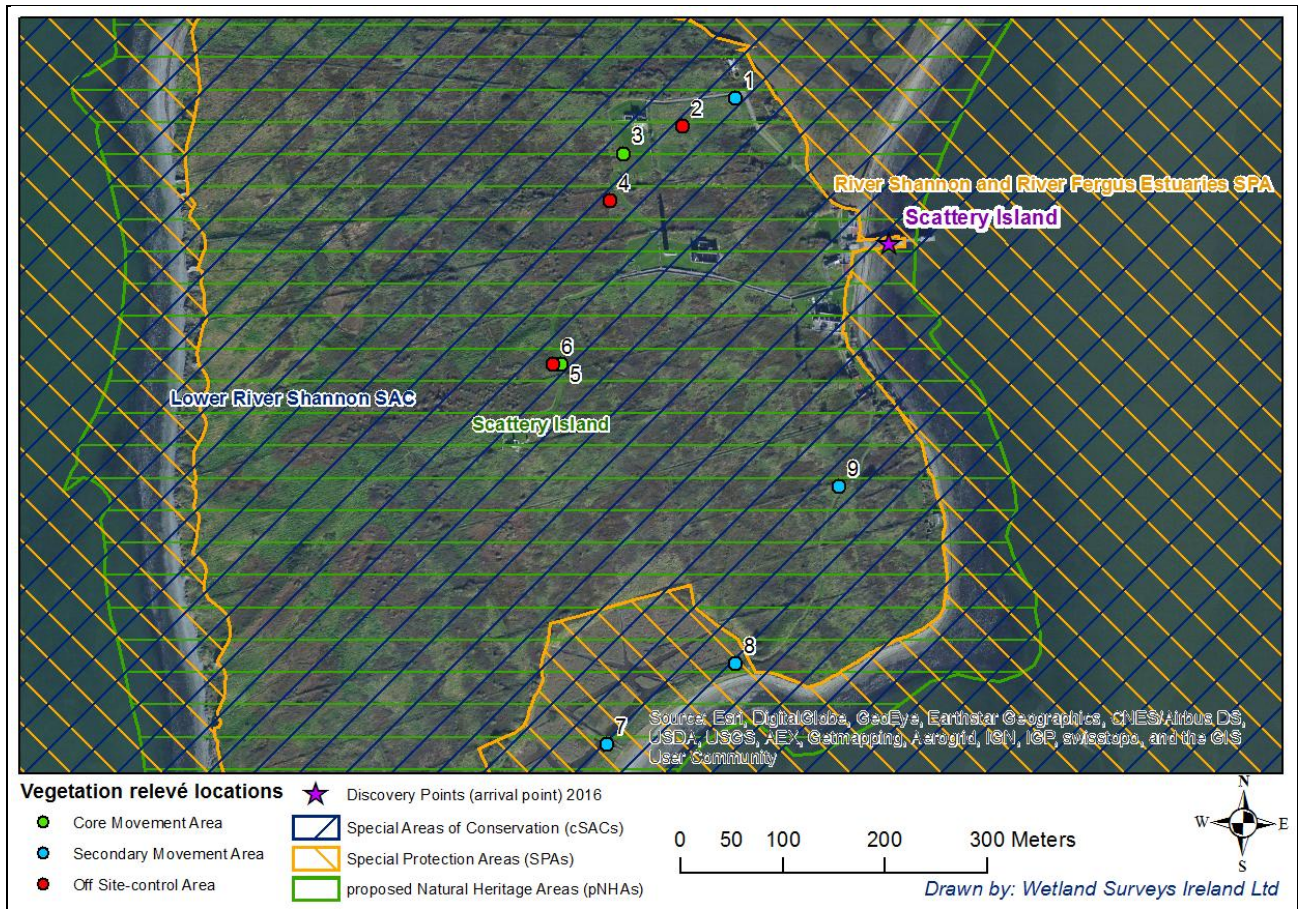 1
2
3
4
River Shannon and River Fergus Estuaries SPA
Scattery Island
6
5
Lower River Shannon SAC
Scattery Island
9
8
7
Source: Esri, DigitalGlobe, GeoEye, Earthstar Geographics, CNES/Airbus DS,
USDA, USGS, AEX, Getmapping, Aerogrid, IGN, IGP, swisstopo, and the GIS
User Community
Vegetation relevé locations
Core Movement Area
Secondary Movement Area
Off Site-control Area
Discovery Points (arrival point) 2016
Special Areas of Conservation (cSACs)
Special Protection Areas (SPAs)
proposed Natural Heritage Areas (pNHAs)
0 50 100 200 300 Meters
N
W E
S
Drawn by: Wetland Surveys Ireland Ltd